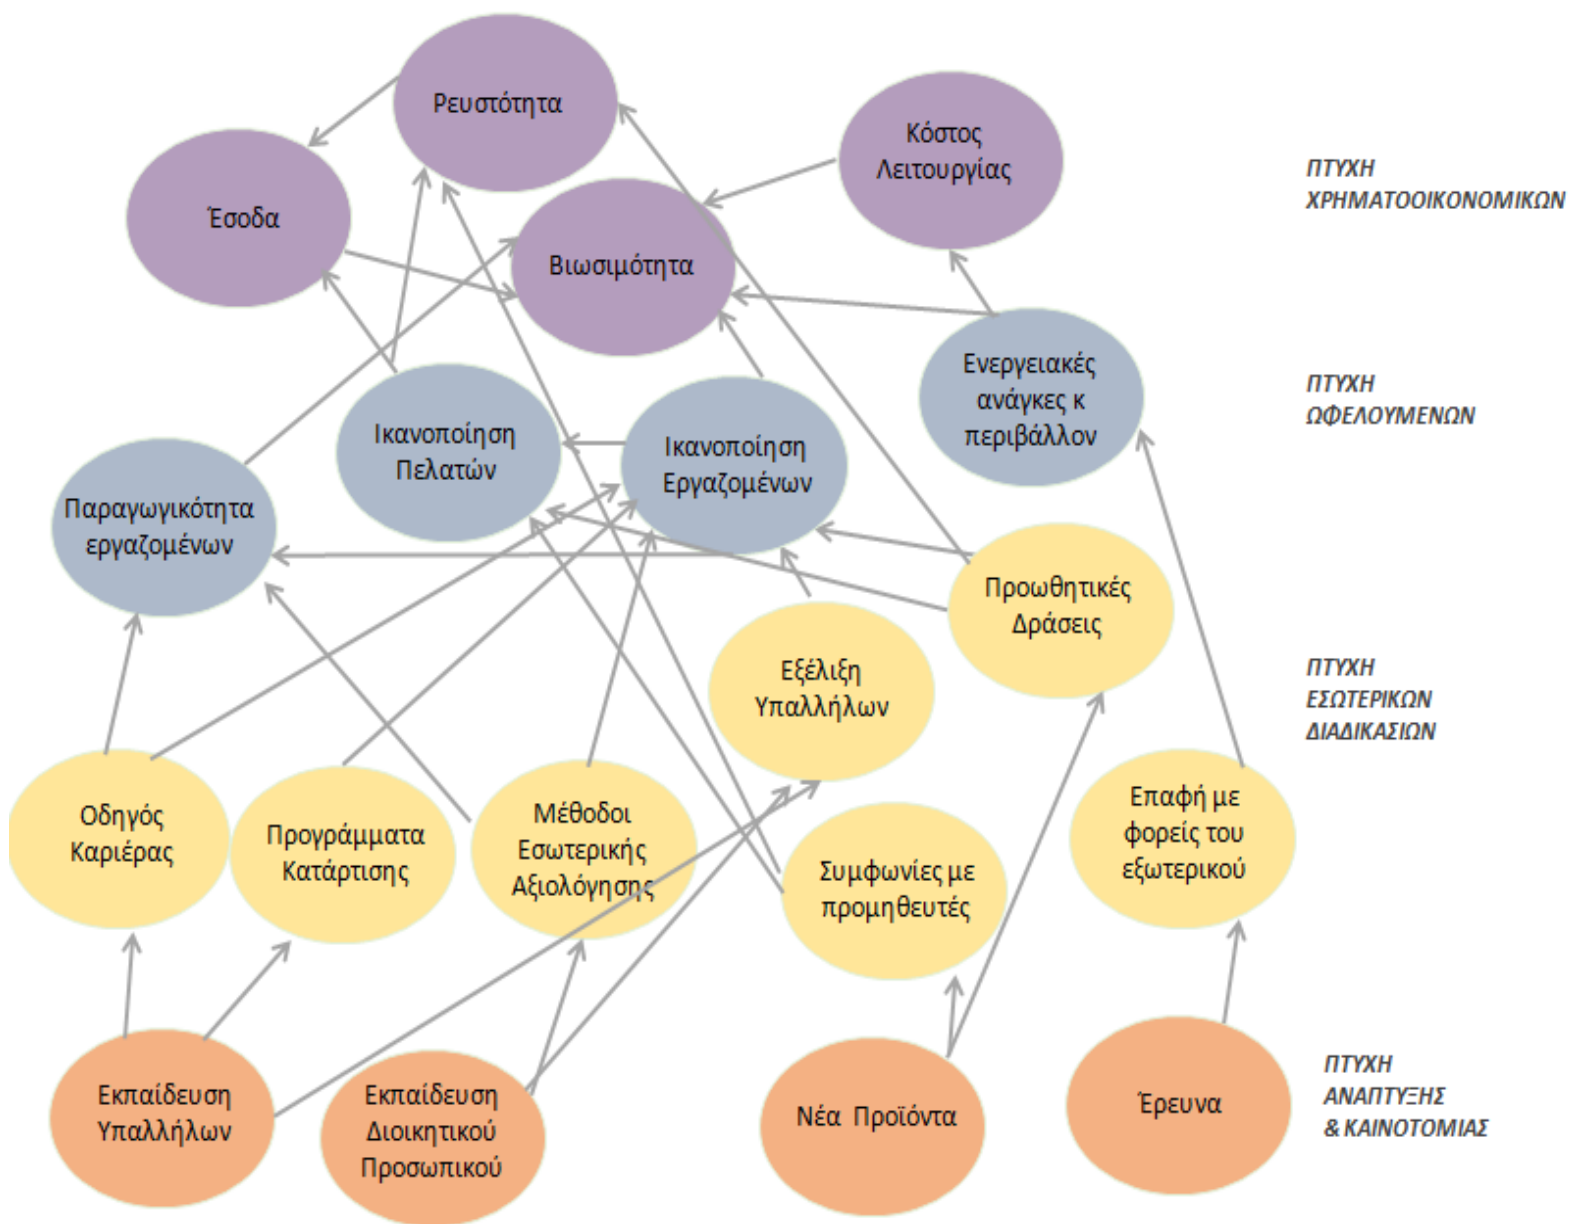 Ρευστότητα
Κόστος
Λειτουργίας
Έσοδα
Βιωσιμότητα
ΠΤΥΧΗ
ΧΡΗΜΑΤΟΟΙΚΟΝΟΜΙΚΩΝ
Ενεργειακές
ανάγκες κ
περιβάλλον
Ικανοποίηση
Πελατών
Ικανοποίηση
Εργαζομένων
Παραγωγικότητα
εργαζομένων
ΠΤΥΧΗ
ΩΦΕΛΟΥΜΕΝΩΝ
Προωθητικές
Δράσεις
Εξέλιξη
Υπαλλήλων
ΠΤΥΧΗ
ΕΣΩΤΕΡΙΚΩΝ
ΔΙΑΔΙΚΑΣΙΩΝ
Οδηγός
Καριέρας
Προγράμματα
Κατάρτισης
Μέθοδοι
Εσωτερικής
Αξιολόγησης
Συμφωνίες με
προμηθευτές
Επαφή με
φορείς του
εξωτερικού
Εκπαίδευση
Υπαλλήλων
Εκπαίδευση
Διοικητικού
Προσωπικού
Νέα Προϊόντα
Έρευνα
ΠΤΥΧΗ
ΑΝΑΠΤΥΞΗΣ
& ΚΑΙΝΟΤΟΜΙΑΣ